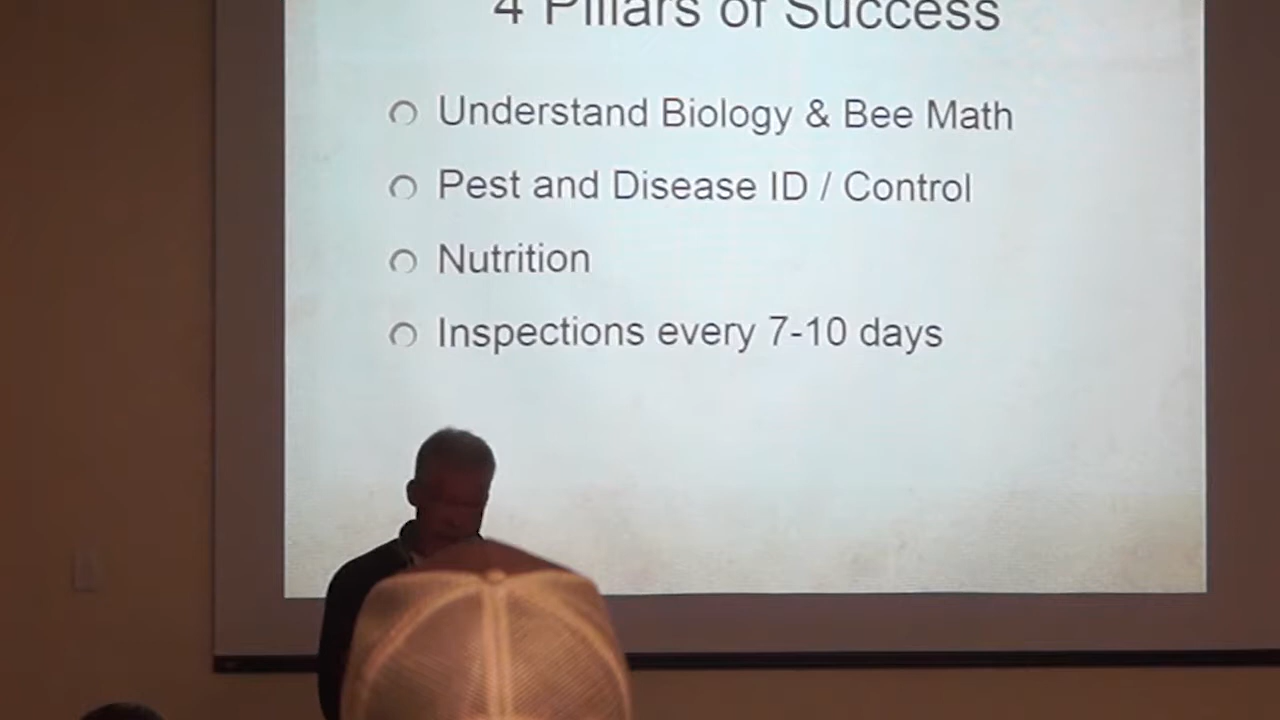 4 Pillars of Success
Understand Biology & Bee Math
Pest and Disease ID / Control
Nutrition
Inspections every 7-10 days